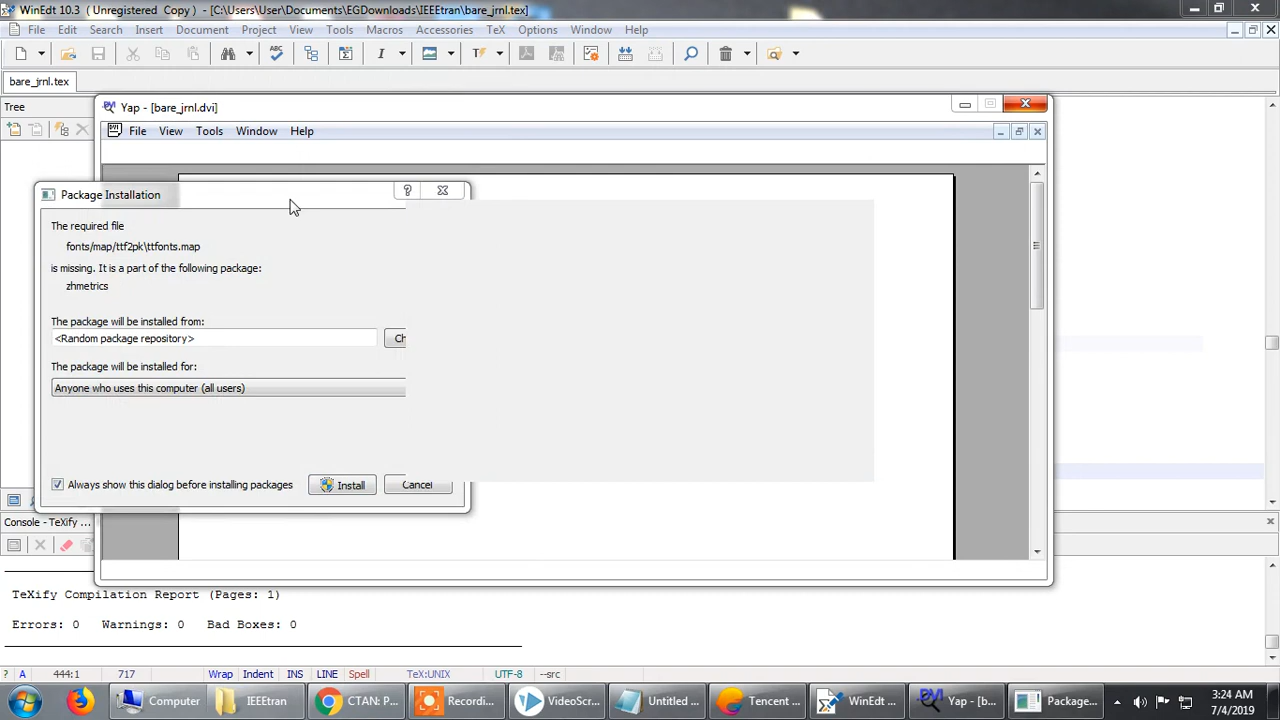 WinEdt 10.3 ( Unregistered Copy ) - [C:\Users\User\Documents\EGDownloads\IEEEtran\bare_jrnl.tex]
File Edit Search Insert Document Project View Tools Macros Accessories TeX Options Window Help
bare_jrnl.tex
Tree
Yap - [bare_jrnl.dvi]
File View Tools Window Help
Package Installation
The required file
fonts/map/ttf2pk\ttfonts.map
is missing. It is a part of the following package:
zhmetrics
The package will be installed from:
<Random package repository>
Ch
The package will be installed for:
Anyone who uses this computer (all users)
Always show this dialog before installing packages
Install
Cancel
Console - TeXify ...
TeXify Compilation Report (Pages: 1)
Errors: 0 Warnings: 0 Bad Boxes: 0
? A 444:1 717 Wrap Indent INS LINE Spell TeX:UNIX UTF-8 --src
Computer
IEEEtran
CTAN: P...
Recordi...
VideoScr...
Untitled ...
Tencent ...
WinEdt ...
Yap - [b...
Package...
3:24 AM
7/4/2019